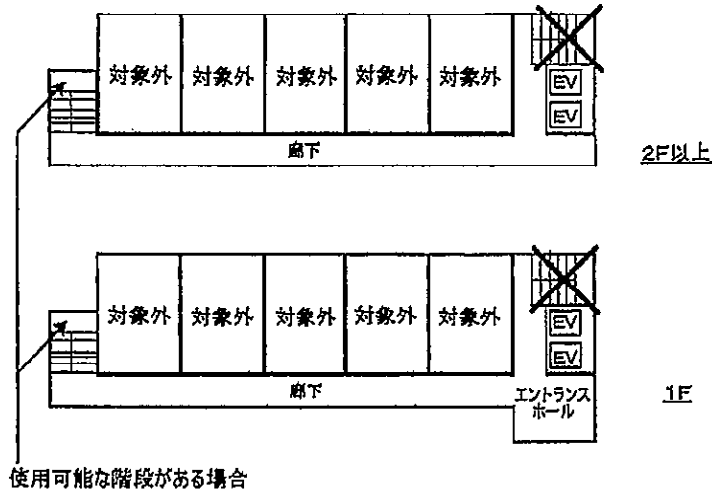 対象外 対象外 対象外 対象外 対象外
EV
EV
廊下
2F以上
対象外 対象外 対象外 対象外 対象外
EV
EV
廊下
エントランス
ホール
1F
使用可能な階段がある場合